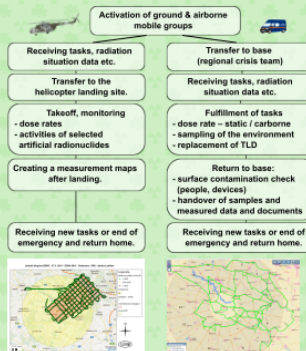 Activation of ground & airborne
mobile groups
Receiving tasks, radiation
situation data etc.
Transfer to the
helicopter landing site.
Takeoff, monitoring
- dose rates
- activities of selected
artificial radionuclides
Creating a measurement maps
after landing.
Receiving new tasks or end of
emergency and return home.
Transfer to base
(regional crisis team)
Receiving tasks, radiation
situation data etc.
Fulfillment of tasks
- dose rate – static / carborne
- sampling of the environment
- replacement of TLD
Return to base:
- surface contamination check
(people, devices)
- handover of samples and
measured data and documents
Receiving new tasks or end of
emergency and return home.